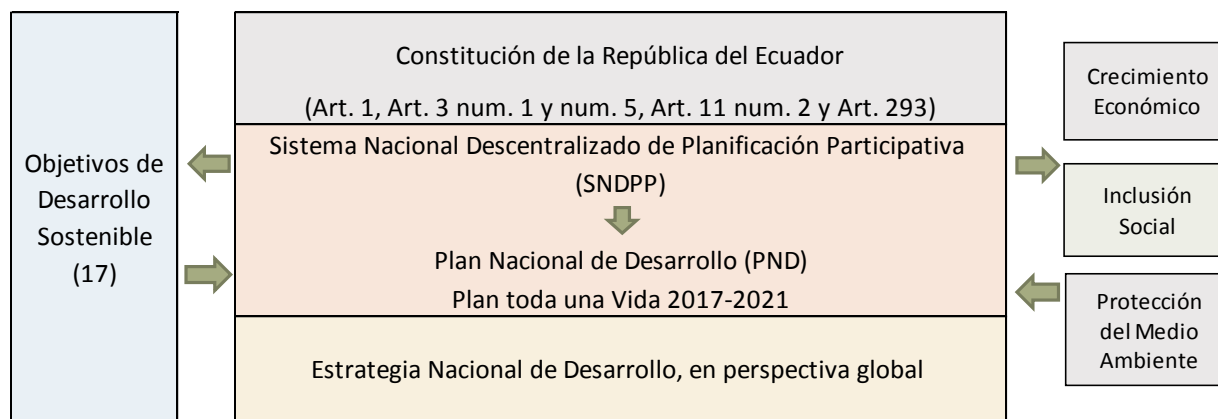 Objetivos de
Desarrollo
Sostenible
(17)
Constitución de la República del Ecuador
(Art. 1, Art. 3 num. 1 y num. 5, Art. 11 num. 2 y Art. 293)
Sistema Nacional Descentralizado de Planificación Participativa
(SNDPP)
Plan Nacional de Desarrollo (PND)
Plan toda una Vida 2017-2021
Estrategia Nacional de Desarrollo, en perspectiva global
Crecimiento
Económico
Inclusión
Social
Protección
del Medio
Ambiente